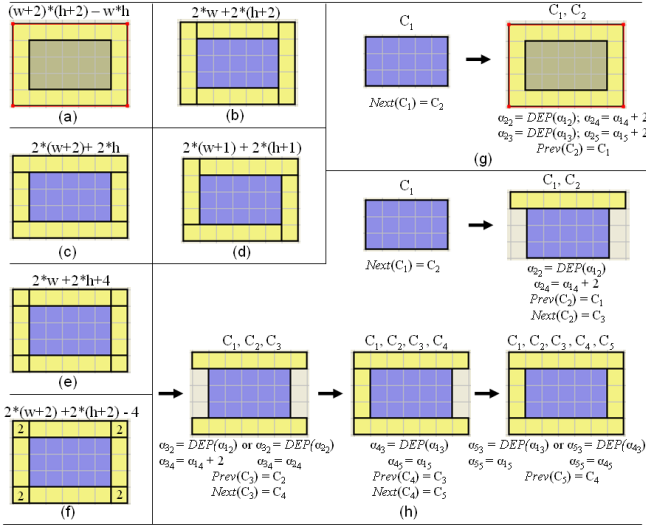 (w+2)*(h+2) – w*h
(a)
2*w +2*(h+2)
(b)
2*(w+2)+ 2*h
(c)
2*(w+1) + 2*(h+1)
(d)
2*w +2*h+4
(e)
2*(w+2) +2*(h+2) - 4
2 2
2 2
(f)
C₁
Next(C₁) = C₂
C₁, C₂
α₂₂ = DEP(α₁₂); α₂₄ = α₁₄ + 2
α₂₃ = DEP(α₁₃); α₂₅ = α₁₅ + 2
Prev(C₂) = C₁
(g)
C₁
Next(C₁) = C₂
C₁, C₂
α₂₂ = DEP(α₁₂)
α₂₄ = α₁₄ + 2
Prev(C₂) = C₁
Next(C₂) = C₃
C₁, C₂, C₃
α₃₂ = DEP(α₁₂) or α₃₂ = DEP(α₂₂)
α₃₄ = α₁₄ + 2 α₃₄ = α₂₄
Prev(C₃) = C₂
Next(C₃) = C₄
C₁, C₂, C₃, C₄
α₄₃ = DEP(α₁₃)
α₄₅ = α₁₅
Prev(C₄) = C₃
Next(C₄) = C₅
C₁, C₂, C₃, C₄, C₅
α₅₃ = DEP(α₁₃) or α₅₃ = DEP(α₄₃)
α₅₅ = α₁₅ α₅₅ = α₄₅
Prev(C₅) = C₄
(h)